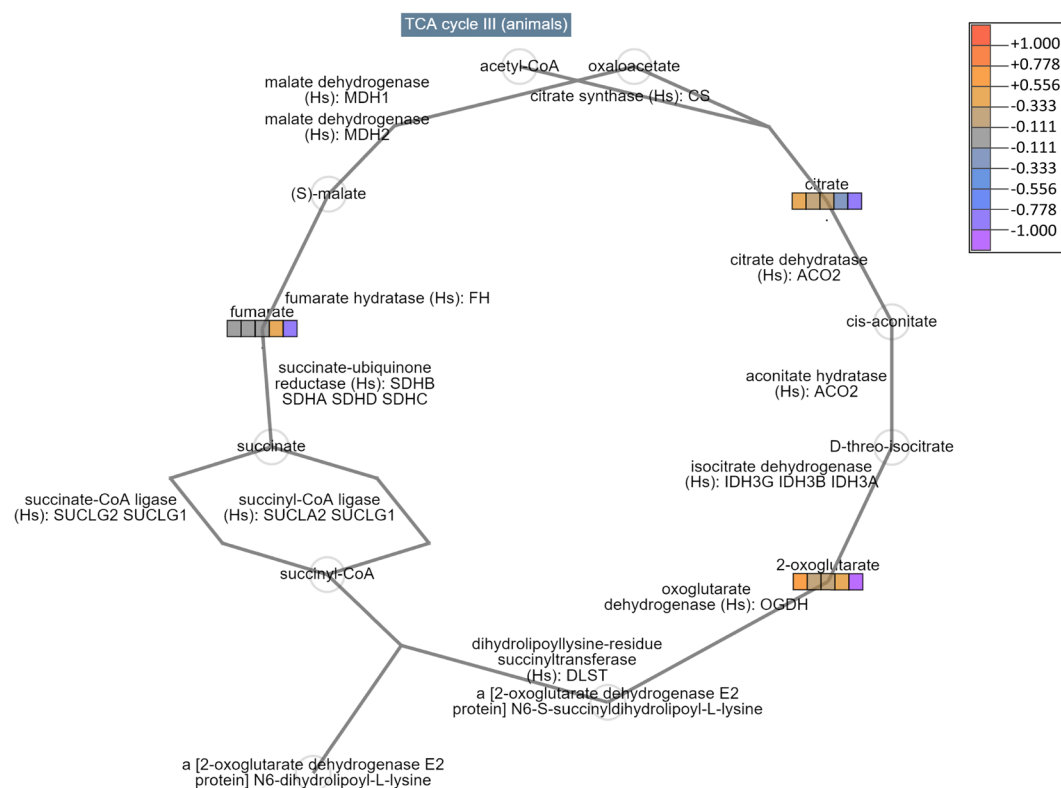 TCA cycle III (animals)
acetyl-CoA
oxaloacetate
malate dehydrogenase
(Hs): MDH1
citrate synthase (Hs): CS
malate dehydrogenase
(Hs): MDH2
+1.000
+0.778
+0.556
-0.333
-0.111
-0.111
-0.333
-0.556
-0.778
-1.000
(S)-malate
citrate
citrate dehydratase
(Hs): ACO2
fumarate hydratase (Hs): FH
fumarate
cis-aconitate
succinate-ubiquinone
reductase (Hs): SDHB
SDHA SDHD SDHC
aconitate hydratase
(Hs): ACO2
succinate
D-threo-isocitrate
isocitrate dehydrogenase
(Hs): IDH3G IDH3B IDH3A
succinate-CoA ligase
(Hs): SUCLG2 SUCLG1
succinyl-CoA ligase
(Hs): SUCLA2 SUCLG1
succinyl-CoA
2-oxoglutarate
oxoglutarate
dehydrogenase (Hs): OGDH
dihydrolipoyllysine-residue
succinyltransferase
(Hs): DLST
a [2-oxoglutarate dehydrogenase E2
protein] N6-S-succinyldihydrolipoyl-L-lysine
a [2-oxoglutarate dehydrogenase E2
protein] N6-dihydrolipoyl-L-lysine